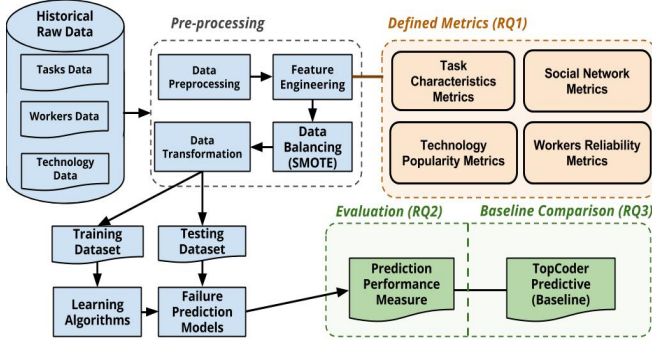 Historical
Raw Data
Tasks Data
Workers Data
Technology
Data
Pre-processing
Data
Preprocessing
Feature
Engineering
Data
Transformation
Data
Balancing
(SMOTE)
Defined Metrics (RQ1)
Task
Characteristics
Metrics
Social Network
Metrics
Technology
Popularity Metrics
Workers Reliability
Metrics
Training
Dataset
Testing
Dataset
Learning
Algorithms
Failure
Prediction
Models
Evaluation (RQ2)
Baseline Comparison (RQ3)
Prediction
Performance
Measure
TopCoder
Predictive
(Baseline)